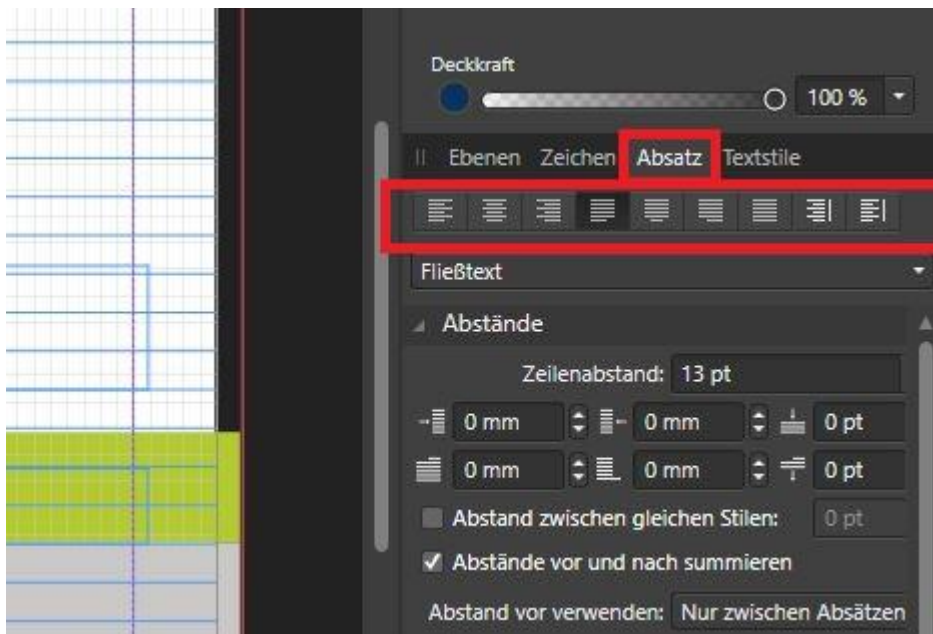 Deckkraft
100 %
Ebenen Zeichen Absatz Textstile
Fließtext
Abstände
Zeilenabstand: 13 pt
0 mm 0 mm 0 pt
0 mm 0 mm 0 pt
Abstand zwischen gleichen Stilen: 0 pt
Abstände vor und nach summieren
Abstand vor verwenden: Nur zwischen Absätzen